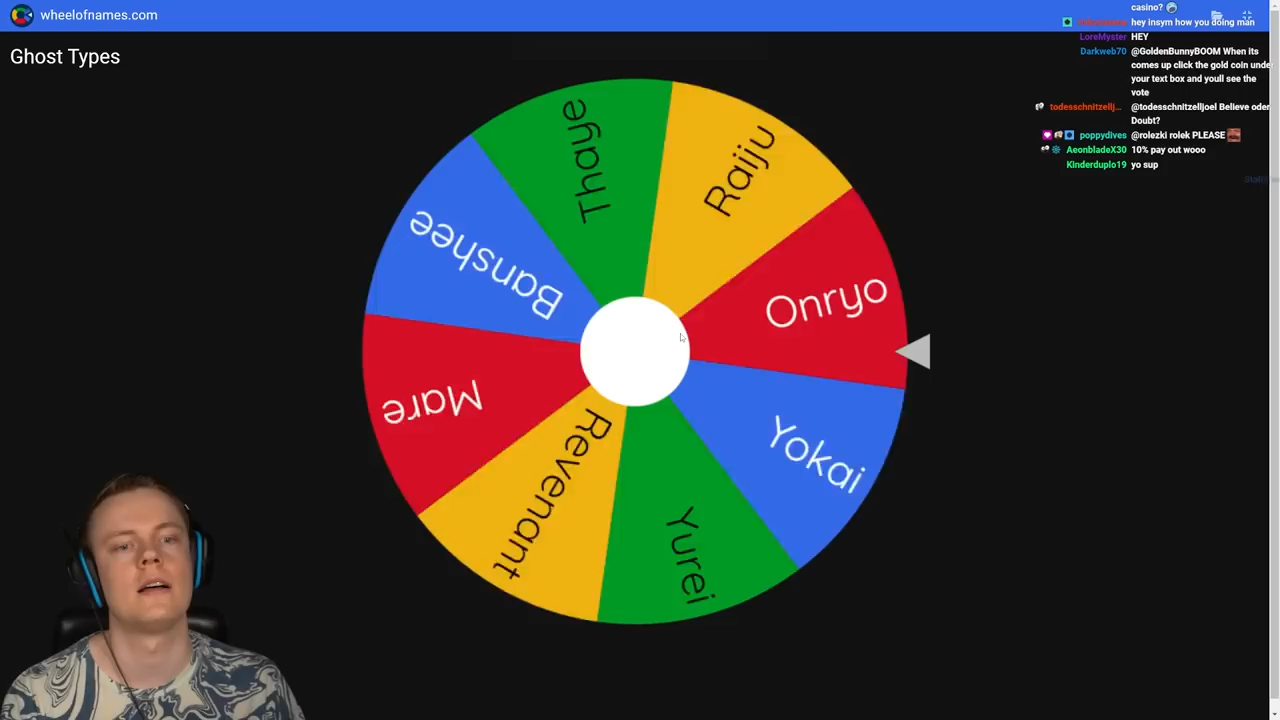 wheelofnames.com
Ghost Types
Thaye
Raiju
Banshee
Onryo
Mare
Yokai
Revenant
Yurei
casino?
hey insym how you doing man
LoreMyster HEY
Darkweb70 @GoldenBunnyBOOM When its
comes up click the gold coin under
your text box and youll see the
vote
todesschnitzellj... @todesschnitzelljoel Believe oder
Doubt?
poppydives @rolezki rolek PLEASE
AeonbladeX30 10% pay out wooo
Kinderduplo19 yo sup